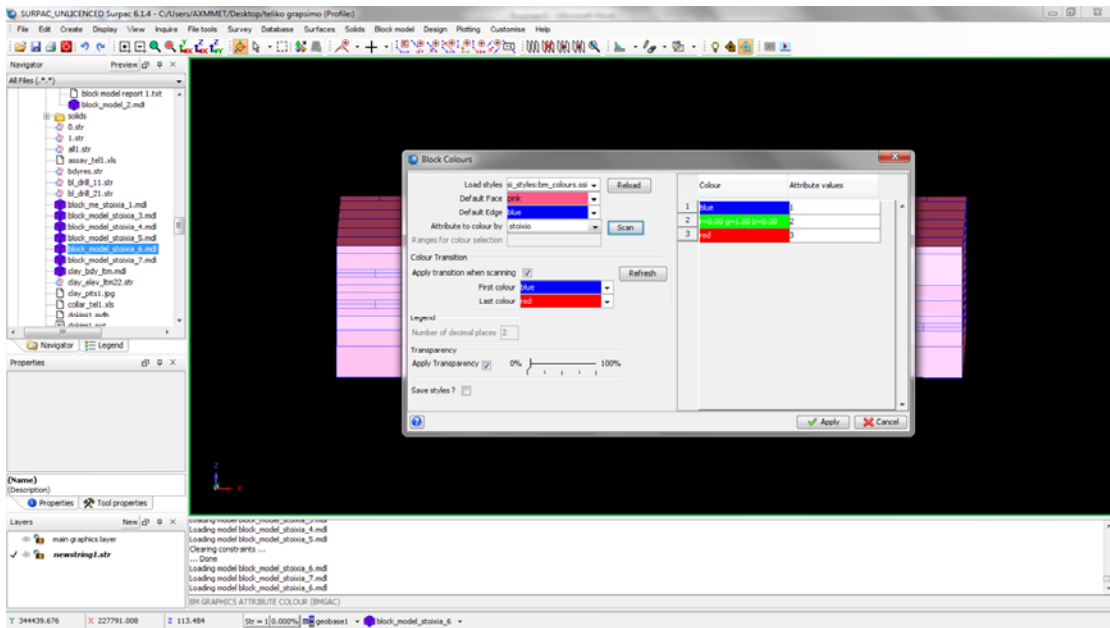 SURPAC_UNLICENCED Surpac 6.1.4 - C:/Users/AXMMET/Desktop/teliko grapsimo (Profile:)
File Edit Create Display View Inquire File tools Survey Database Surfaces Solids Block model Design Plotting Customise Help
Navigator Preview
All Files (*.*)
block model report 1.txt
block_model_2.mdl
solids
0.str
1.str
all1.str
assay_tel1.xls
bdyres.str
bl_drill_11.str
bl_drill_21.str
block_me_stoixia_1.mdl
block_model_stoixia_3.mdl
block_model_stoixia_4.mdl
block_model_stoixia_5.mdl
block_model_stoixia_6.mdl
block_model_stoixia_7.mdl
clay_bdy_ltm.mdl
clay_elev_ltm22.str
clay_pits1.jpg
collar_tel1.xls
Navigator Legend
Properties
(Name)
(Description)
Properties Tool properties
Layers New
main graphics layer
newstring1.str
Block Colours
Load styles si_styles:bm_colours.ssi Reload
Default Face pink
Default Edge blue
Attribute to colour by stoixio Scan
Ranges for colour selection
Colour Transition
Apply transition when scanning Refresh
First colour blue
Last colour red
Legend
Number of decimal places 2
Transparency
Apply Transparency 0% 100%
Save styles ?
Colour Attribute values
1 blue 1
2 r=0.00 g=1.00 b=0.00 2
3 red 3
Apply Cancel
Z
X
Loading model block_model_stoixia_3.mdl
Loading model block_model_stoixia_4.mdl
Loading model block_model_stoixia_5.mdl
Clearing constraints ...
... Done
Loading model block_model_stoixia_6.mdl
Loading model block_model_stoixia_7.mdl
Loading model block_model_stoixia_6.mdl
BM GRAPHICS ATTRIBUTE COLOUR (BMGAC)
Y 344439.676 X 227791.008 Z 113.484 Str = 1 0.000% geobase1 block_model_stoixia_6